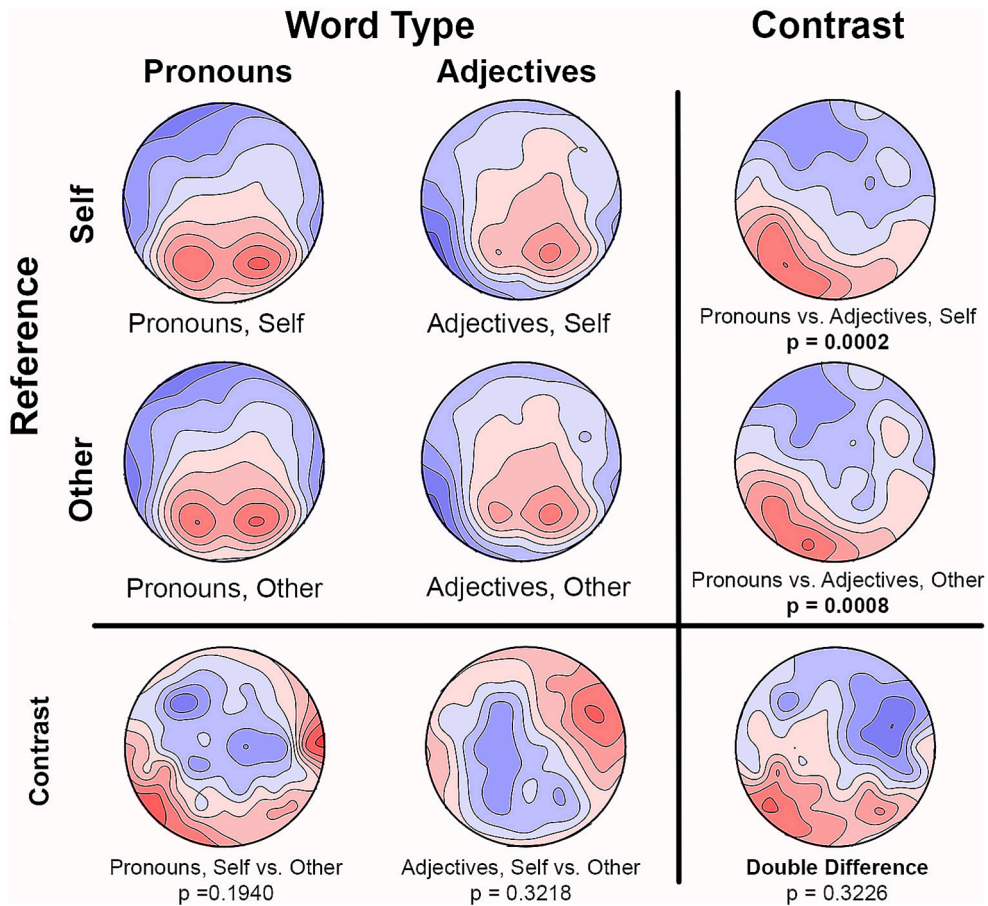 Word Type
Contrast
Pronouns
Adjectives
Reference
Self
Pronouns, Self
Adjectives, Self
Pronouns vs. Adjectives, Self
p = 0.0002
Other
Pronouns, Other
Adjectives, Other
Pronouns vs. Adjectives, Other
p = 0.0008
Contrast
Pronouns, Self vs. Other
p =0.1940
Adjectives, Self vs. Other
p = 0.3218
Double Difference
p = 0.3226